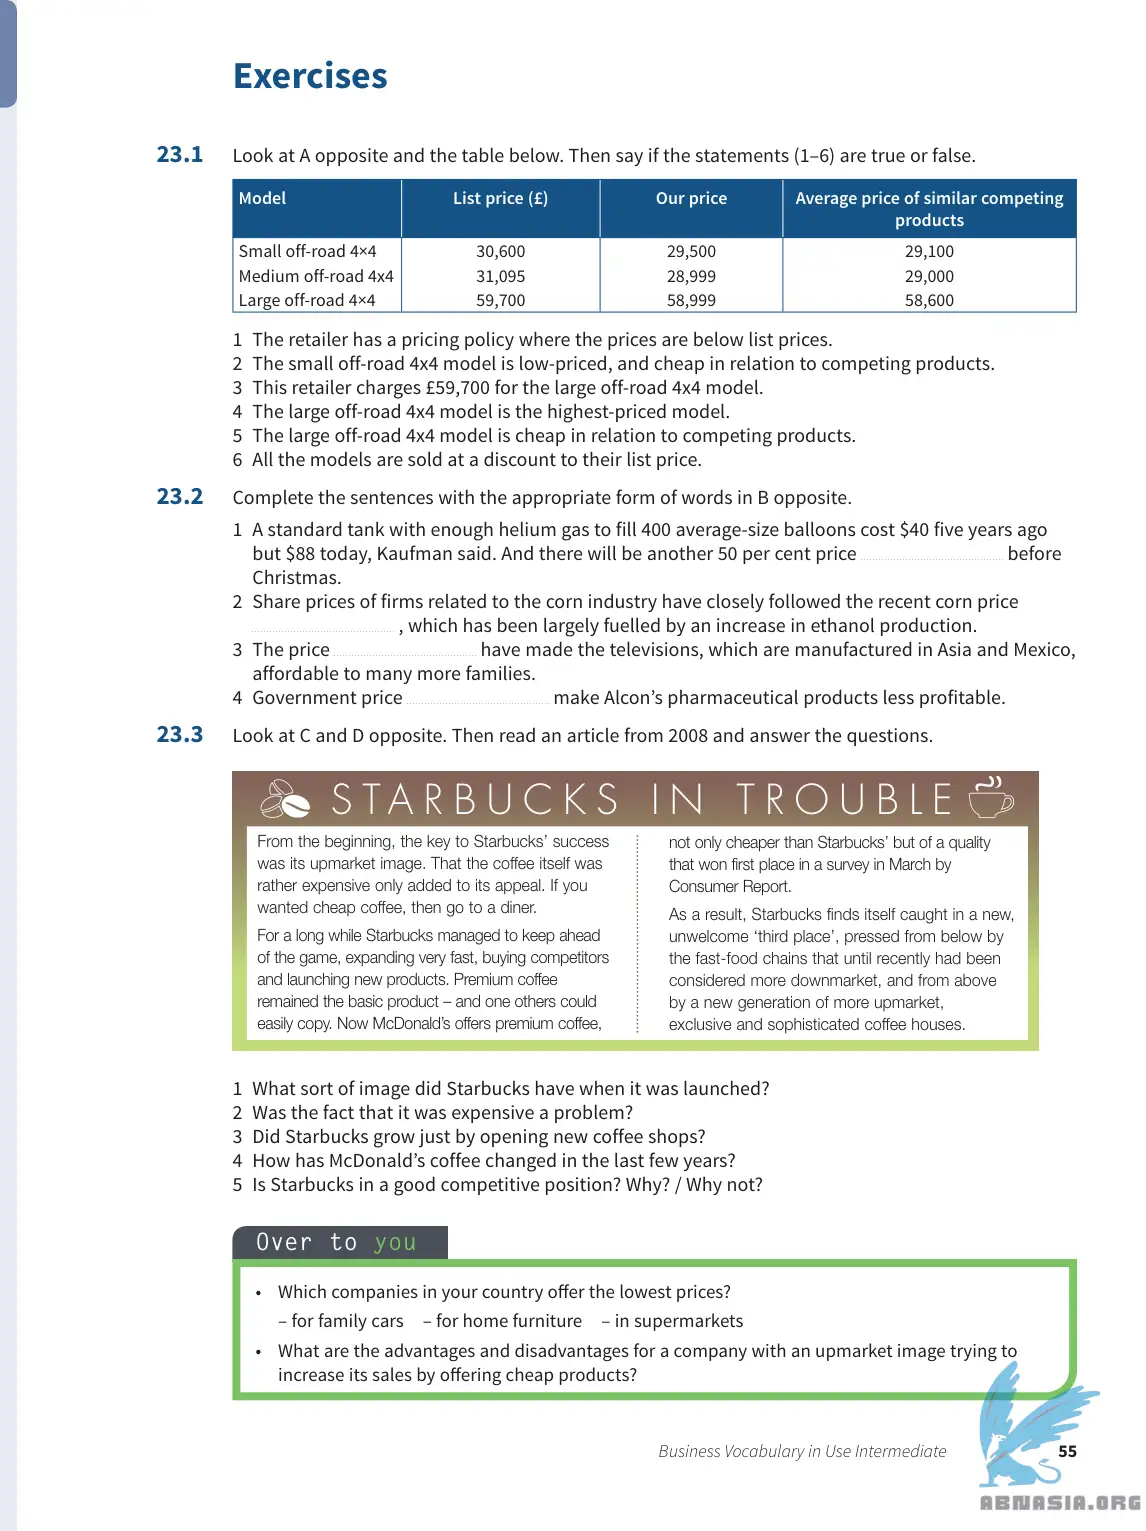 Exercises
23.1 Look at A opposite and the table below. Then say if the statements (1–6) are true or false.
Model List price (£) Our price Average price of similar competing products
Small off-road 4×4 30,600 29,500 29,100
Medium off-road 4x4 31,095 28,999 29,000
Large off-road 4×4 59,700 58,999 58,600
1 The retailer has a pricing policy where the prices are below list prices.
2 The small off-road 4x4 model is low-priced, and cheap in relation to competing products.
3 This retailer charges £59,700 for the large off-road 4x4 model.
4 The large off-road 4x4 model is the highest-priced model.
5 The large off-road 4x4 model is cheap in relation to competing products.
6 All the models are sold at a discount to their list price.
23.2 Complete the sentences with the appropriate form of words in B opposite.
1 A standard tank with enough helium gas to fill 400 average-size balloons cost $40 five years ago
but $88 today, Kaufman said. And there will be another 50 per cent price ........ before
Christmas.
2 Share prices of firms related to the corn industry have closely followed the recent corn price
........ , which has been largely fuelled by an increase in ethanol production.
3 The price ........ have made the televisions, which are manufactured in Asia and Mexico,
affordable to many more families.
4 Government price ........ make Alcon's pharmaceutical products less profitable.
23.3 Look at C and D opposite. Then read an article from 2008 and answer the questions.
STARBUCKS IN TROUBLE
From the beginning, the key to Starbucks' success
was its upmarket image. That the coffee itself was
rather expensive only added to its appeal. If you
wanted cheap coffee, then go to a diner.
For a long while Starbucks managed to keep ahead
of the game, expanding very fast, buying competitors
and launching new products. Premium coffee
remained the basic product – and one others could
easily copy. Now McDonald's offers premium coffee,
not only cheaper than Starbucks' but of a quality
that won first place in a survey in March by
Consumer Report.
As a result, Starbucks finds itself caught in a new,
unwelcome 'third place', pressed from below by
the fast-food chains that until recently had been
considered more downmarket, and from above
by a new generation of more upmarket,
exclusive and sophisticated coffee houses.
1 What sort of image did Starbucks have when it was launched?
2 Was the fact that it was expensive a problem?
3 Did Starbucks grow just by opening new coffee shops?
4 How has McDonald's coffee changed in the last few years?
5 Is Starbucks in a good competitive position? Why? / Why not?
Over to you
• Which companies in your country offer the lowest prices?
– for family cars – for home furniture – in supermarkets
• What are the advantages and disadvantages for a company with an upmarket image trying to
increase its sales by offering cheap products?
Business Vocabulary in Use Intermediate 55
ABNASIA.ORG